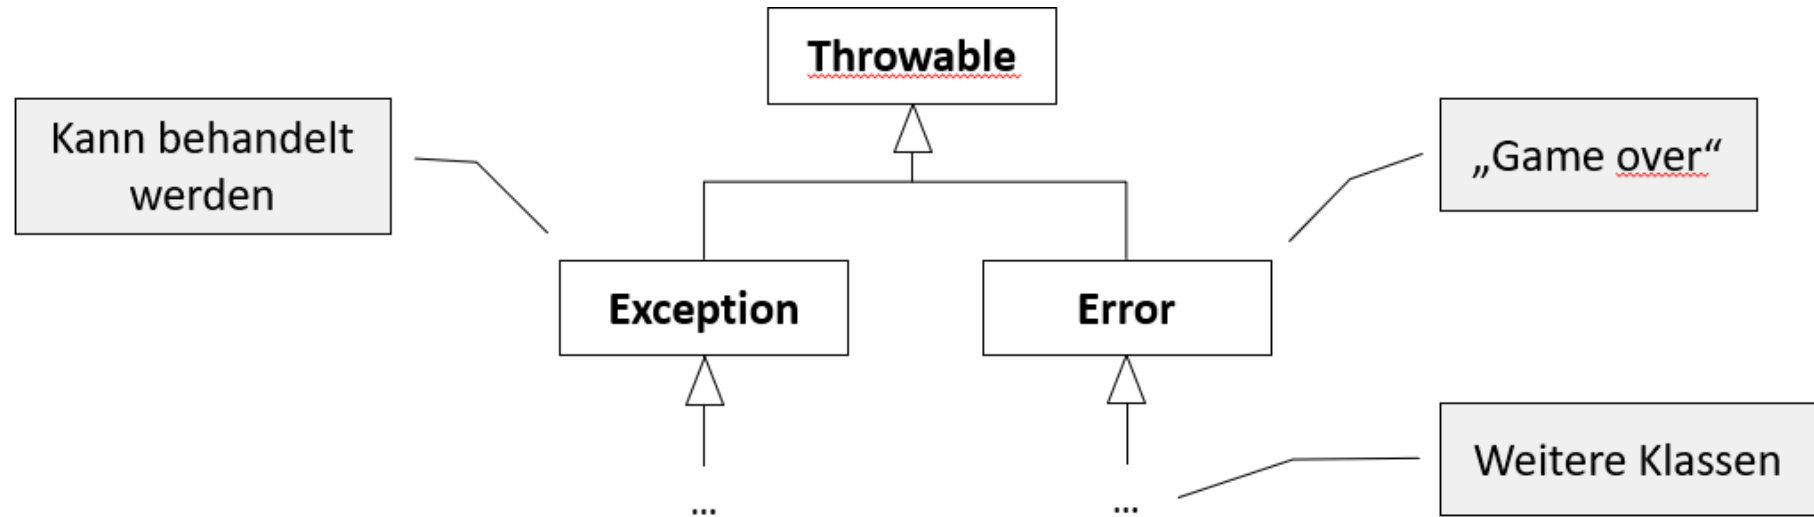 Throwable
Kann behandelt
werden
„Game over“
Exception
Error
Weitere Klassen
...
...